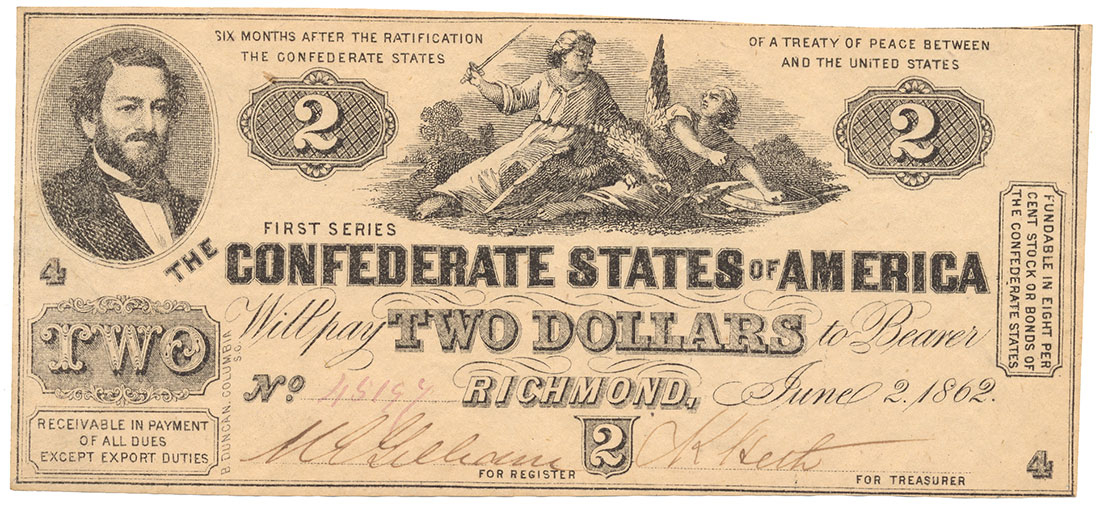 SIX MONTHS AFTER THE RATIFICATION
THE CONFEDERATE STATES
OF A TREATY OF PEACE BETWEEN
AND THE UNITED STATES
2
2
FIRST SERIES
4
THE CONFEDERATE STATES OF AMERICA
FUNDABLE IN EIGHT PER
CENT STOCK OR BONDS OF
THE CONFEDERATE STATES
TWO
Will pay TWO DOLLARS to Bearer
No.
RICHMOND, June 2. 1862.
B. DUNCAN, COLUMBIA
S.C.
RECEIVABLE IN PAYMENT
OF ALL DUES
EXCEPT EXPORT DUTIES
2
FOR REGISTER
FOR TREASURER
4